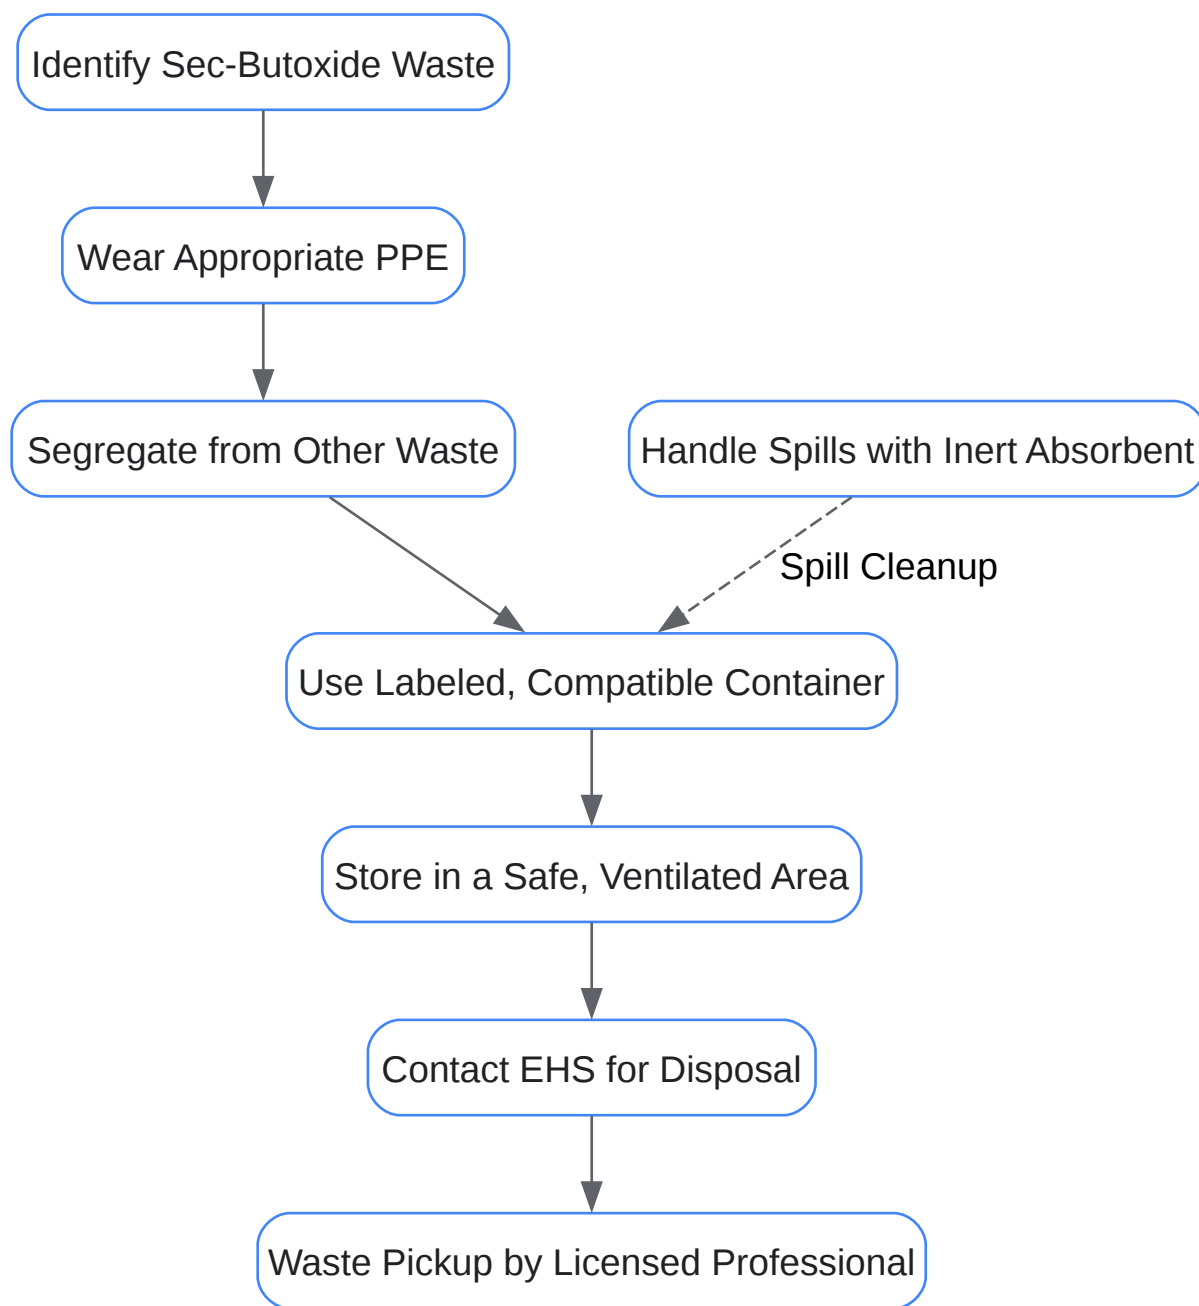 Identify Sec-Butoxide Waste
Wear Appropriate PPE
Segregate from Other Waste
Handle Spills with Inert Absorbent
Spill Cleanup
Use Labeled, Compatible Container
Store in a Safe, Ventilated Area
Contact EHS for Disposal
Waste Pickup by Licensed Professional